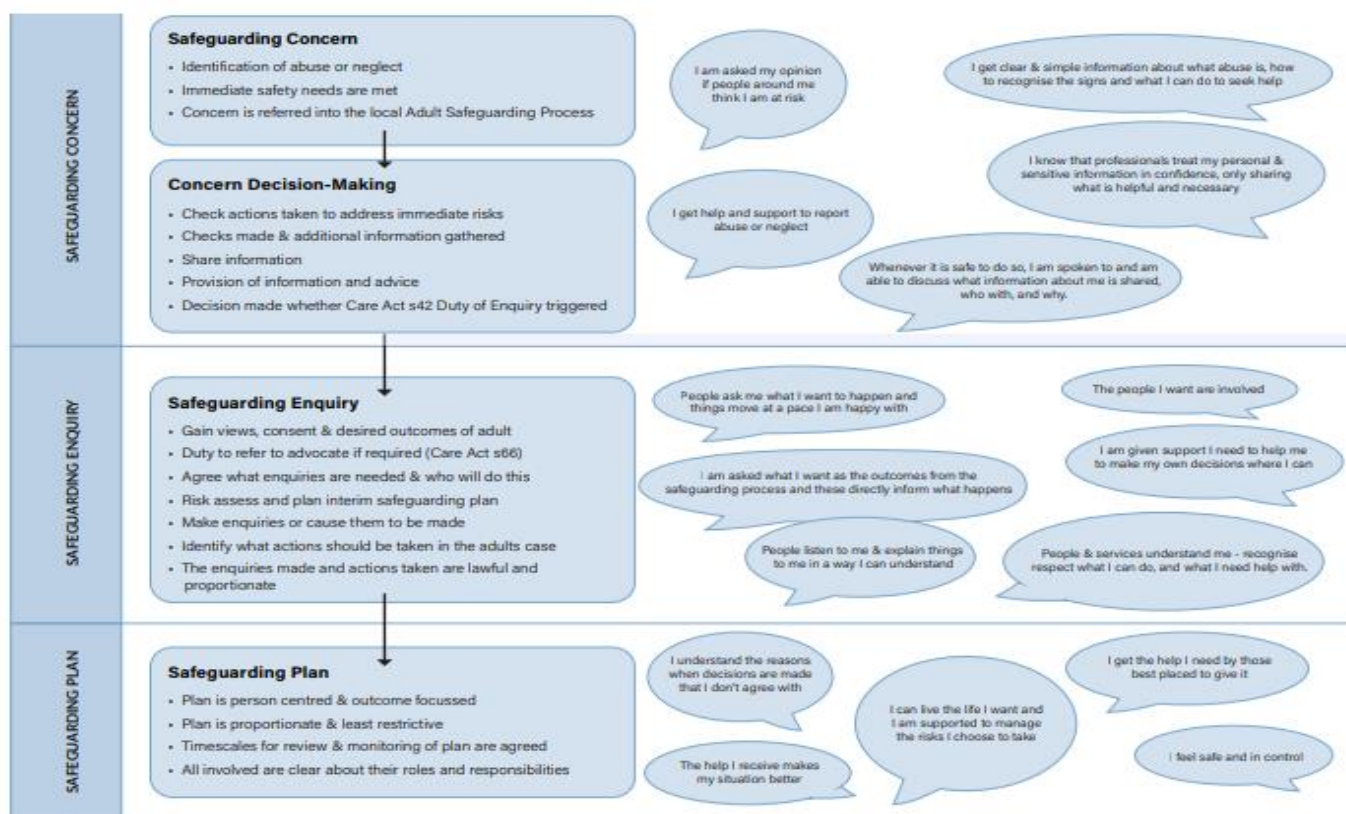 SAFEGUARDING CONCERN
Safeguarding Concern
• Identification of abuse or neglect
• Immediate safety needs are met
• Concern is referred into the local Adult Safeguarding Process
Concern Decision-Making
• Check actions taken to address immediate risks
• Checks made & additional information gathered
• Share information
• Provision of information and advice
• Decision made whether Care Act s42 Duty of Enquiry triggered
I am asked my opinion
if people around me
think I am at risk
I get clear & simple information about what abuse is, how
to recognise the signs and what I can do to seek help
I know that professionals treat my personal &
sensitive information in confidence, only sharing
what is helpful and necessary
I get help and support to report
abuse or neglect
Whenever it is safe to do so, I am spoken to and am
able to discuss what information about me is shared,
who with, and why.
SAFEGUARDING ENQUIRY
Safeguarding Enquiry
• Gain views, consent & desired outcomes of adult
• Duty to refer to advocate if required (Care Act s66)
• Agree what enquiries are needed & who will do this
• Risk assess and plan interim safeguarding plan
• Make enquiries or cause them to be made
• Identify what actions should be taken in the adults case
• The enquiries made and actions taken are lawful and
proportionate
People ask me what I want to happen and
things move at a pace I am happy with
The people I want are involved
I am given support I need to help me
to make my own decisions where I can
I am asked what I want as the outcomes from the
safeguarding process and these directly inform what happens
People listen to me & explain things
to me in a way I can understand
People & services understand me - recognise
respect what I can do, and what I need help with.
SAFEGUARDING PLAN
Safeguarding Plan
• Plan is person centred & outcome focussed
• Plan is proportionate & least restrictive
• Timescales for review & monitoring of plan are agreed
• All involved are clear about their roles and responsibilities
I understand the reasons
when decisions are made
that I don't agree with
I can live the life I want and
I am supported to manage
the risks I choose to take
I get the help I need by those
best placed to give it
The help I receive makes
my situation better
I feel safe and in control